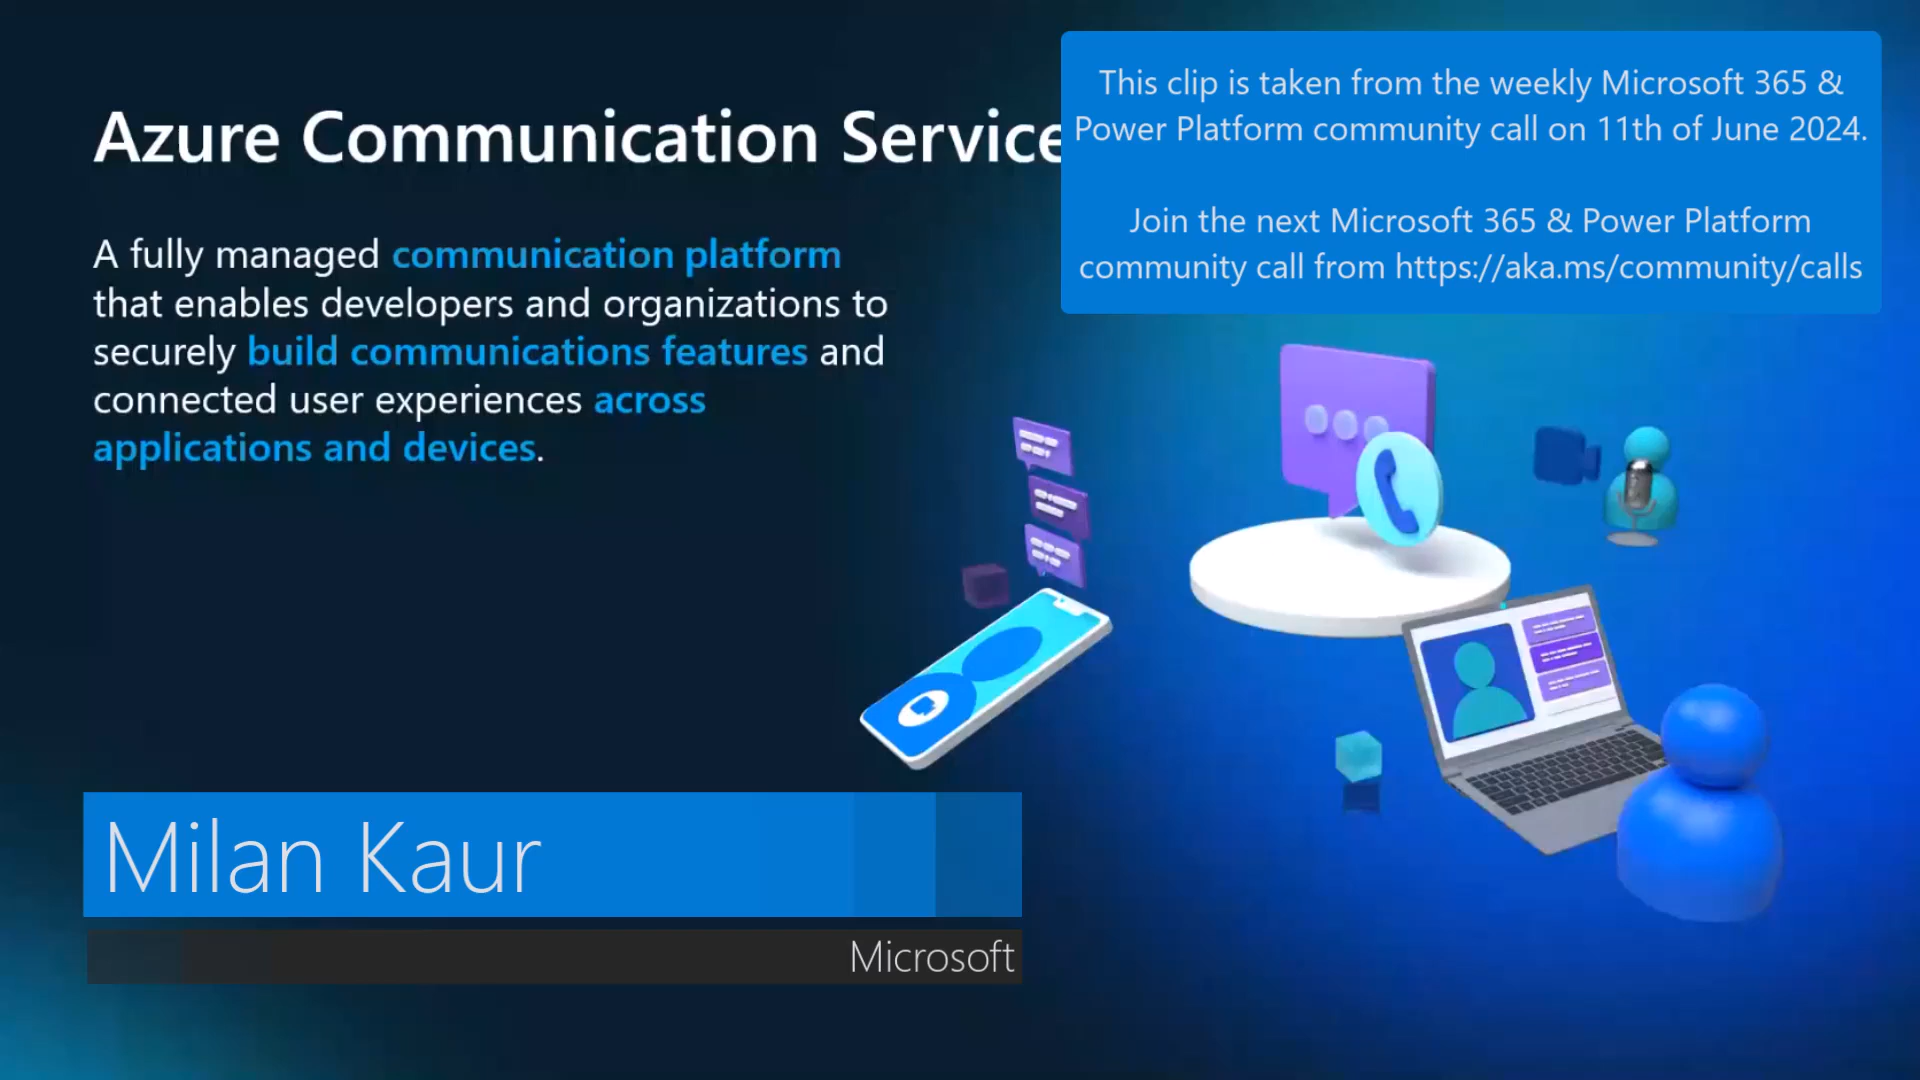 Azure Communication Service
This clip is taken from the weekly Microsoft 365 &
Power Platform community call on 11th of June 2024.
Join the next Microsoft 365 & Power Platform
community call from https://aka.ms/community/calls
A fully managed communication platform
that enables developers and organizations to
securely build communications features and
connected user experiences across
applications and devices.
Milan Kaur
Microsoft